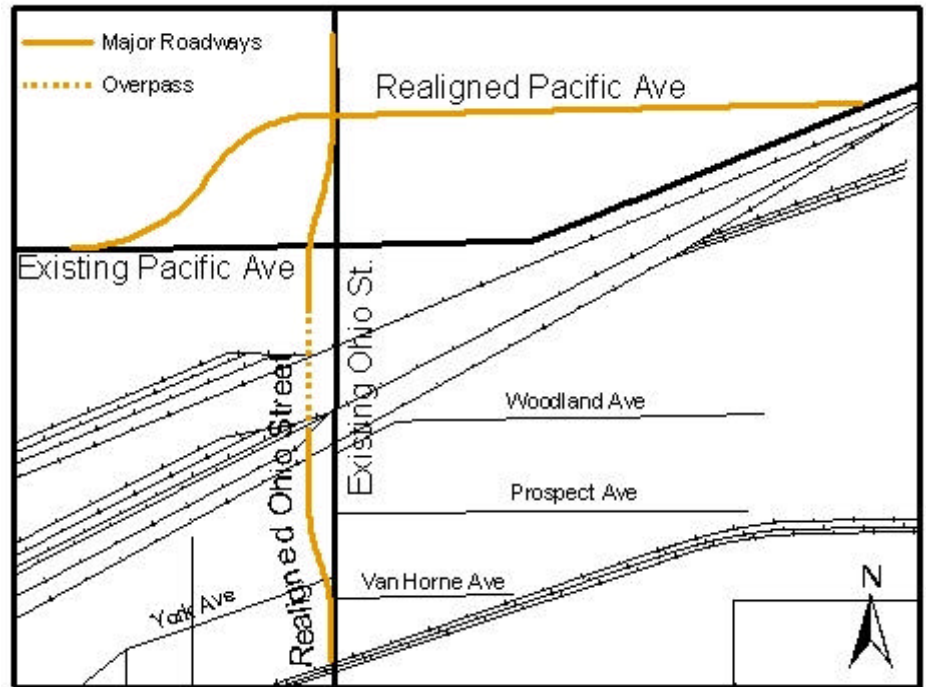 Major Roadways
Overpass
Realigned Pacific Ave
Existing Pacific Ave
Existing Ohio St.
Realigned Ohio Street
Woodland Ave
Prospect Ave
Van Horne Ave
York Ave
N